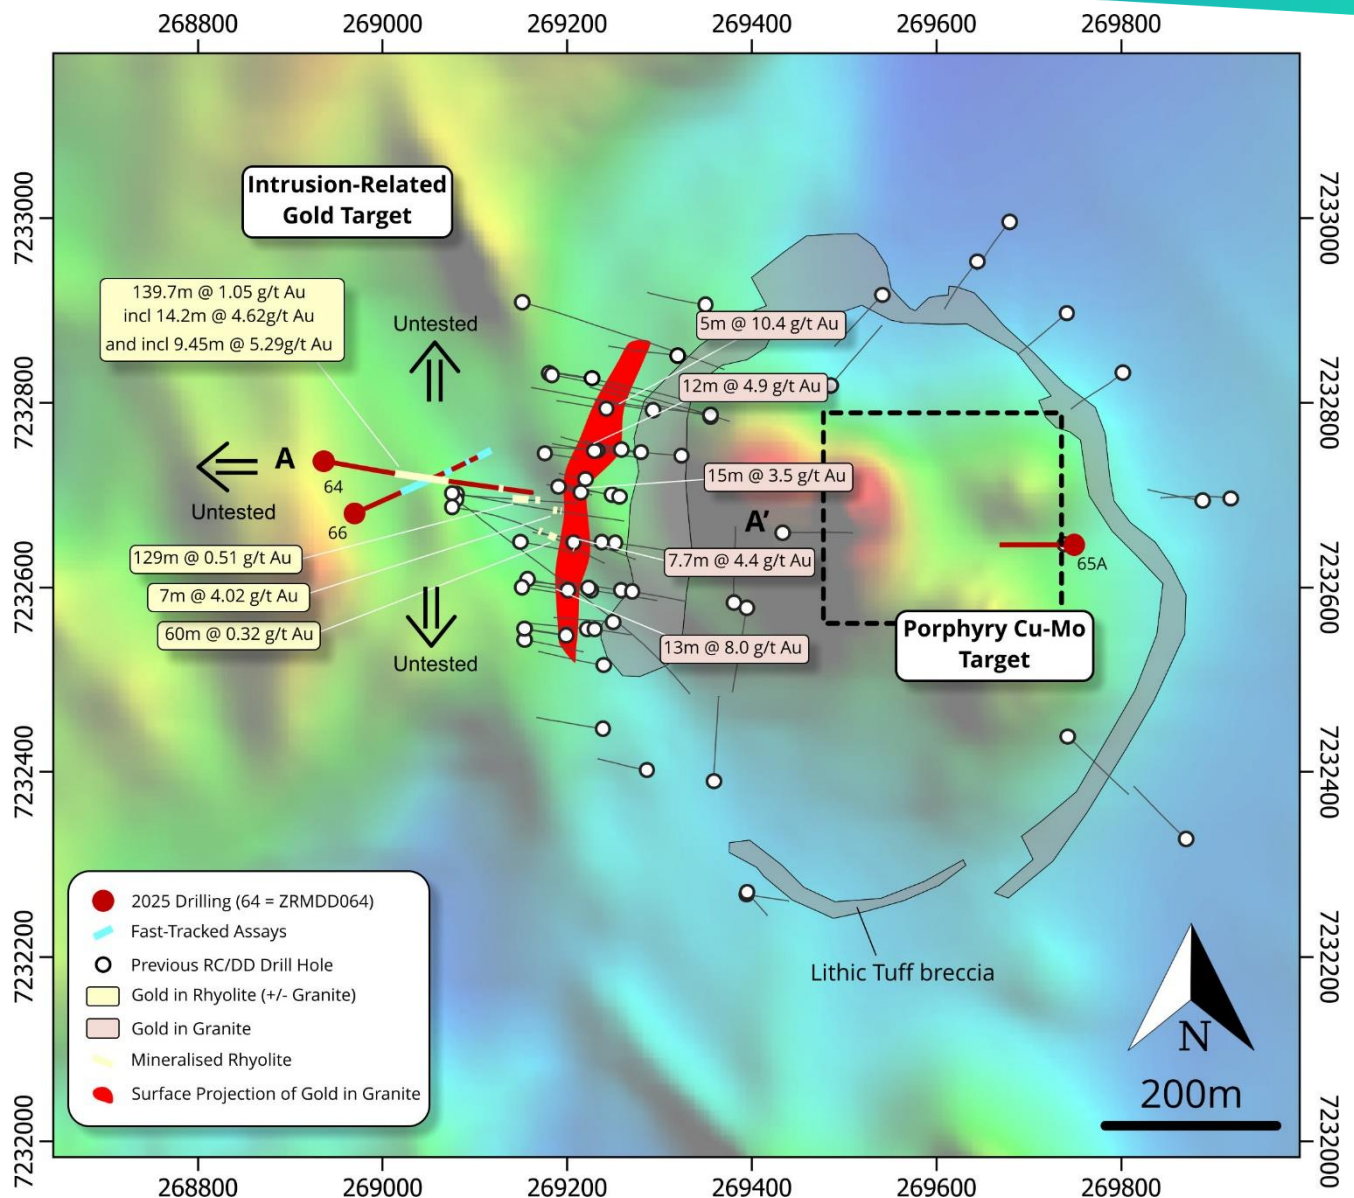 268800 269000 269200 269400 269600 269800
7233000
7232800
7232600
7232400
7232200
7232000
Intrusion-Related
Gold Target
139.7m @ 1.05 g/t Au
incl 14.2m @ 4.62g/t Au
and incl 9.45m @ 5.29g/t Au
Untested
5m @ 10.4 g/t Au
12m @ 4.9 g/t Au
A
64
Untested
66
15m @ 3.5 g/t Au
A'
129m @ 0.51 g/t Au
7m @ 4.02 g/t Au
60m @ 0.32 g/t Au
7.7m @ 4.4 g/t Au
65A
Untested
13m @ 8.0 g/t Au
Porphyry Cu-Mo
Target
2025 Drilling (64 = ZRMDD064)
Fast-Tracked Assays
Previous RC/DD Drill Hole
Gold in Rhyolite (+/- Granite)
Gold in Granite
Mineralised Rhyolite
Surface Projection of Gold in Granite
Lithic Tuff breccia
N
200m
7233000
7232800
7232600
7232400
7232200
7232000
268800 269000 269200 269400 269600 269800